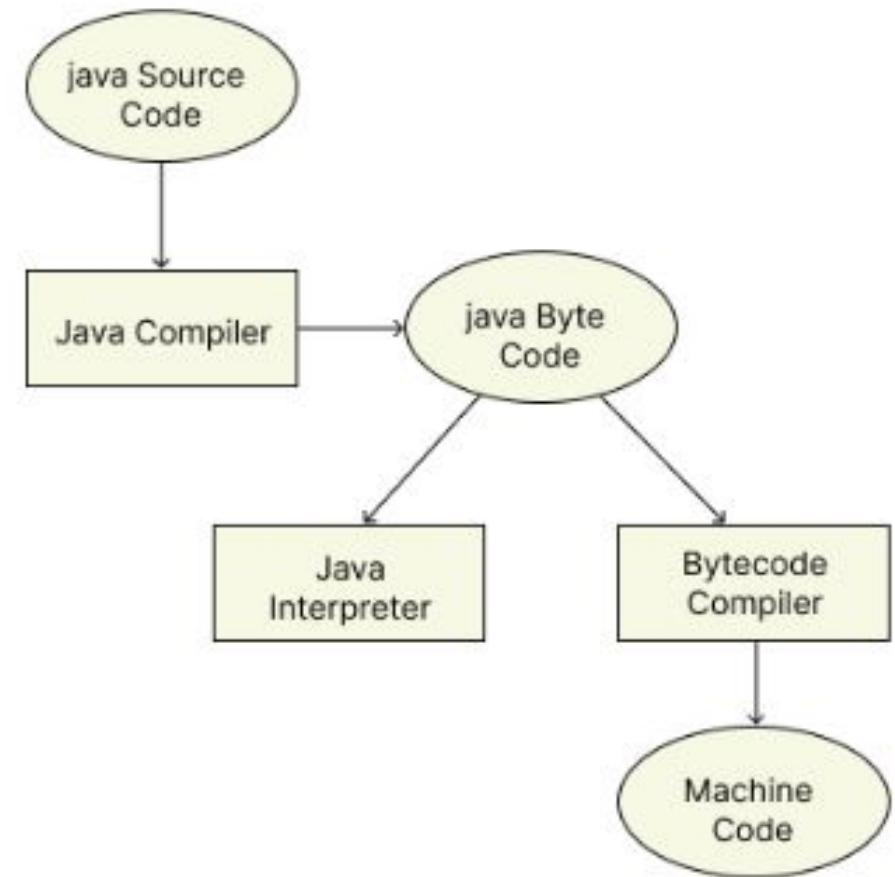 java Source
Code
Java Compiler
java Byte
Code
Java
Interpreter
Bytecode
Compiler
Machine
Code